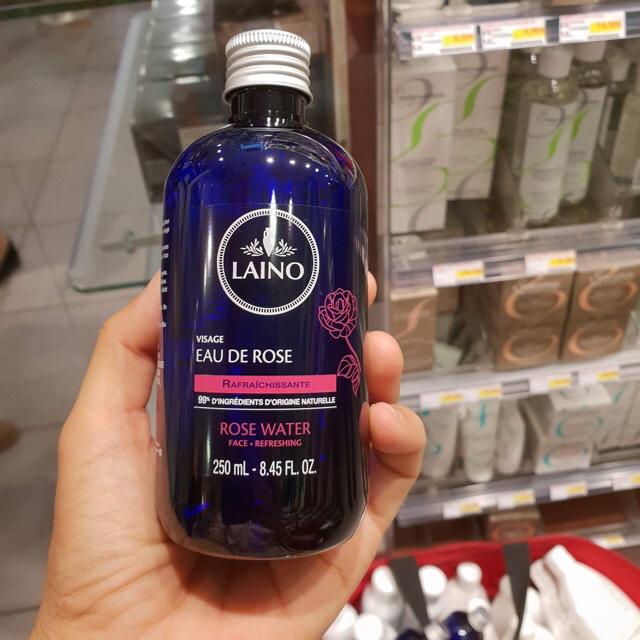 LAINO
VISAGE
EAU DE ROSE
RAFRAÎCHISSANTE
99% D'INGRÉDIENTS D'ORIGINE NATURELLE
ROSE WATER
FACE • REFRESHING
250 mL - 8.45 FL. OZ.